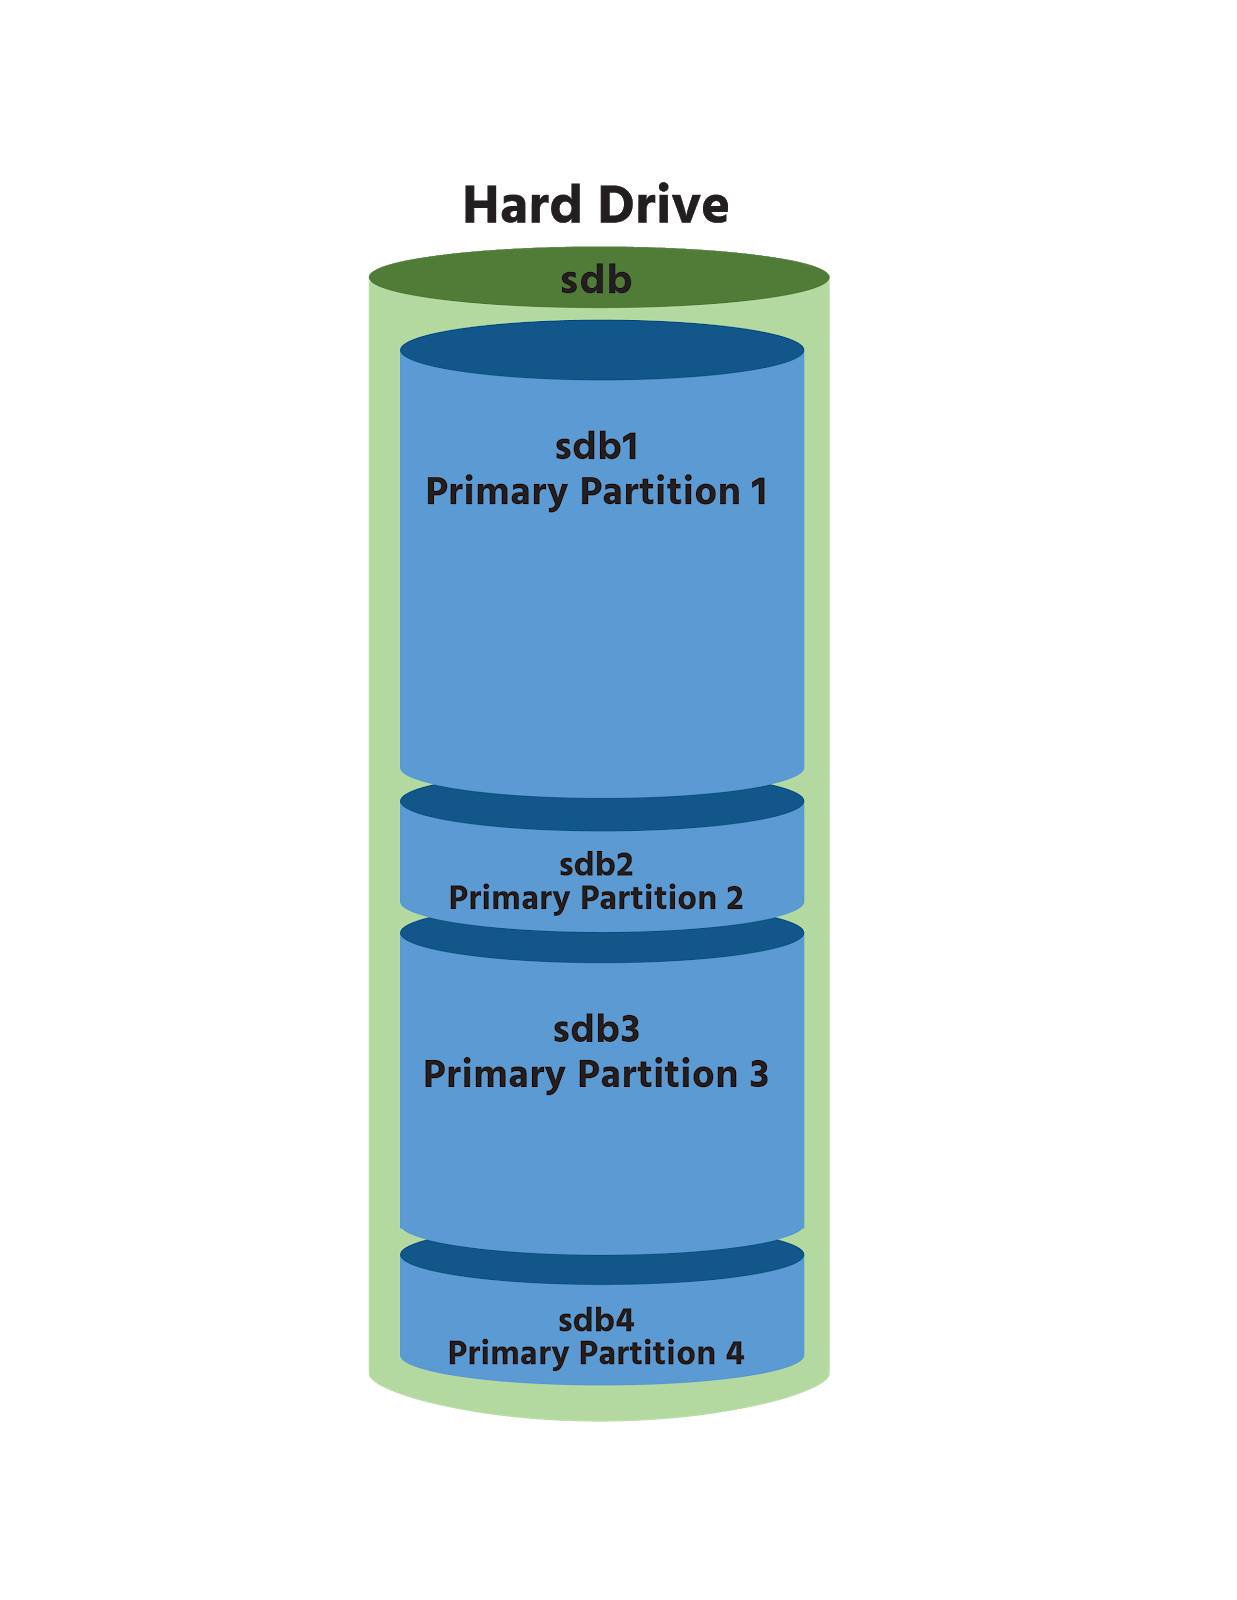 Hard Drive
sdb
sdb1
Primary Partition 1
sdb2
Primary Partition 2
sdb3
Primary Partition 3
sdb4
Primary Partition 4